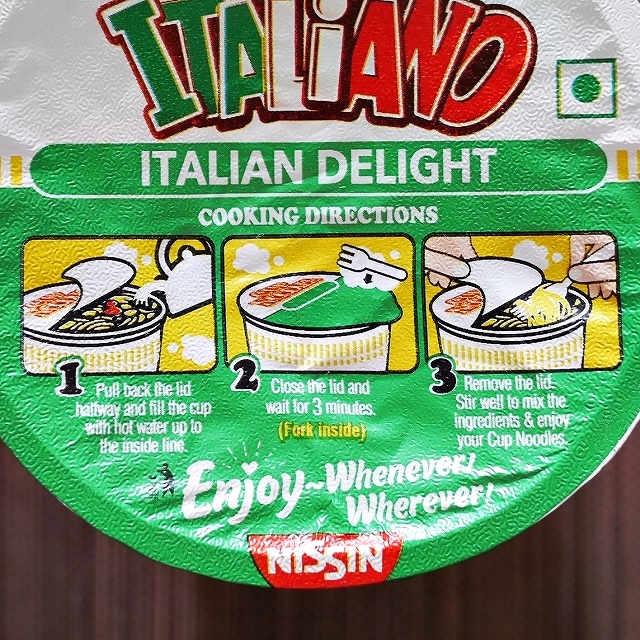 ITALIANO
ITALIAN DELIGHT
COOKING DIRECTIONS
1
Pull back the lid
halfway and fill the cup
with hot water up to
the inside line.
2
Close the lid and
wait for 3 minutes.
(Fork inside)
3
Remove the lid.
Stir well to mix the
ingredients & enjoy
your Cup Noodles.
Enjoy~Whenever!
Wherever!
NISSIN